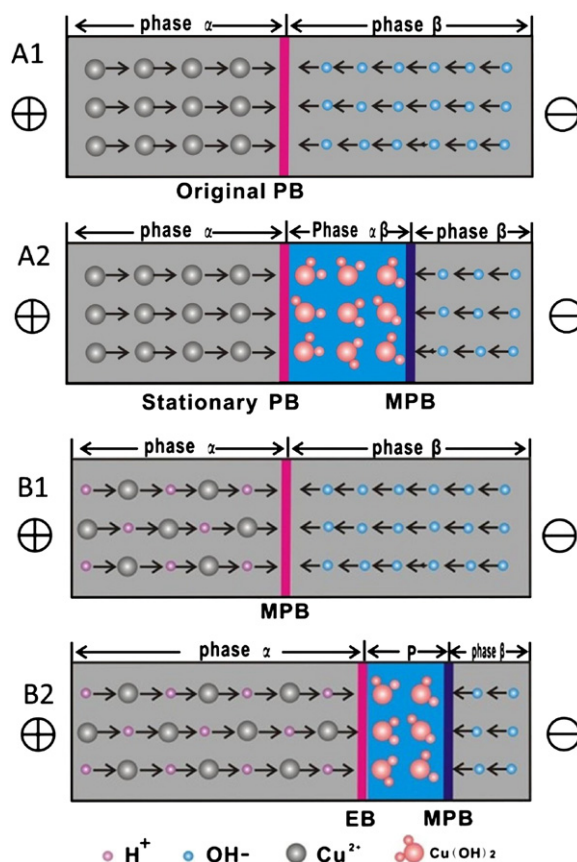 phase α phase β
A1
⊕ ⊖
Original PB
phase α Phase α β phase β
A2
⊕ ⊖
Stationary PB MPB
phase α phase β
B1
⊕ ⊖
MPB
phase α P phase β
B2
⊕ ⊖
EB MPB
H+ OH- Cu2+ Cu(OH)2